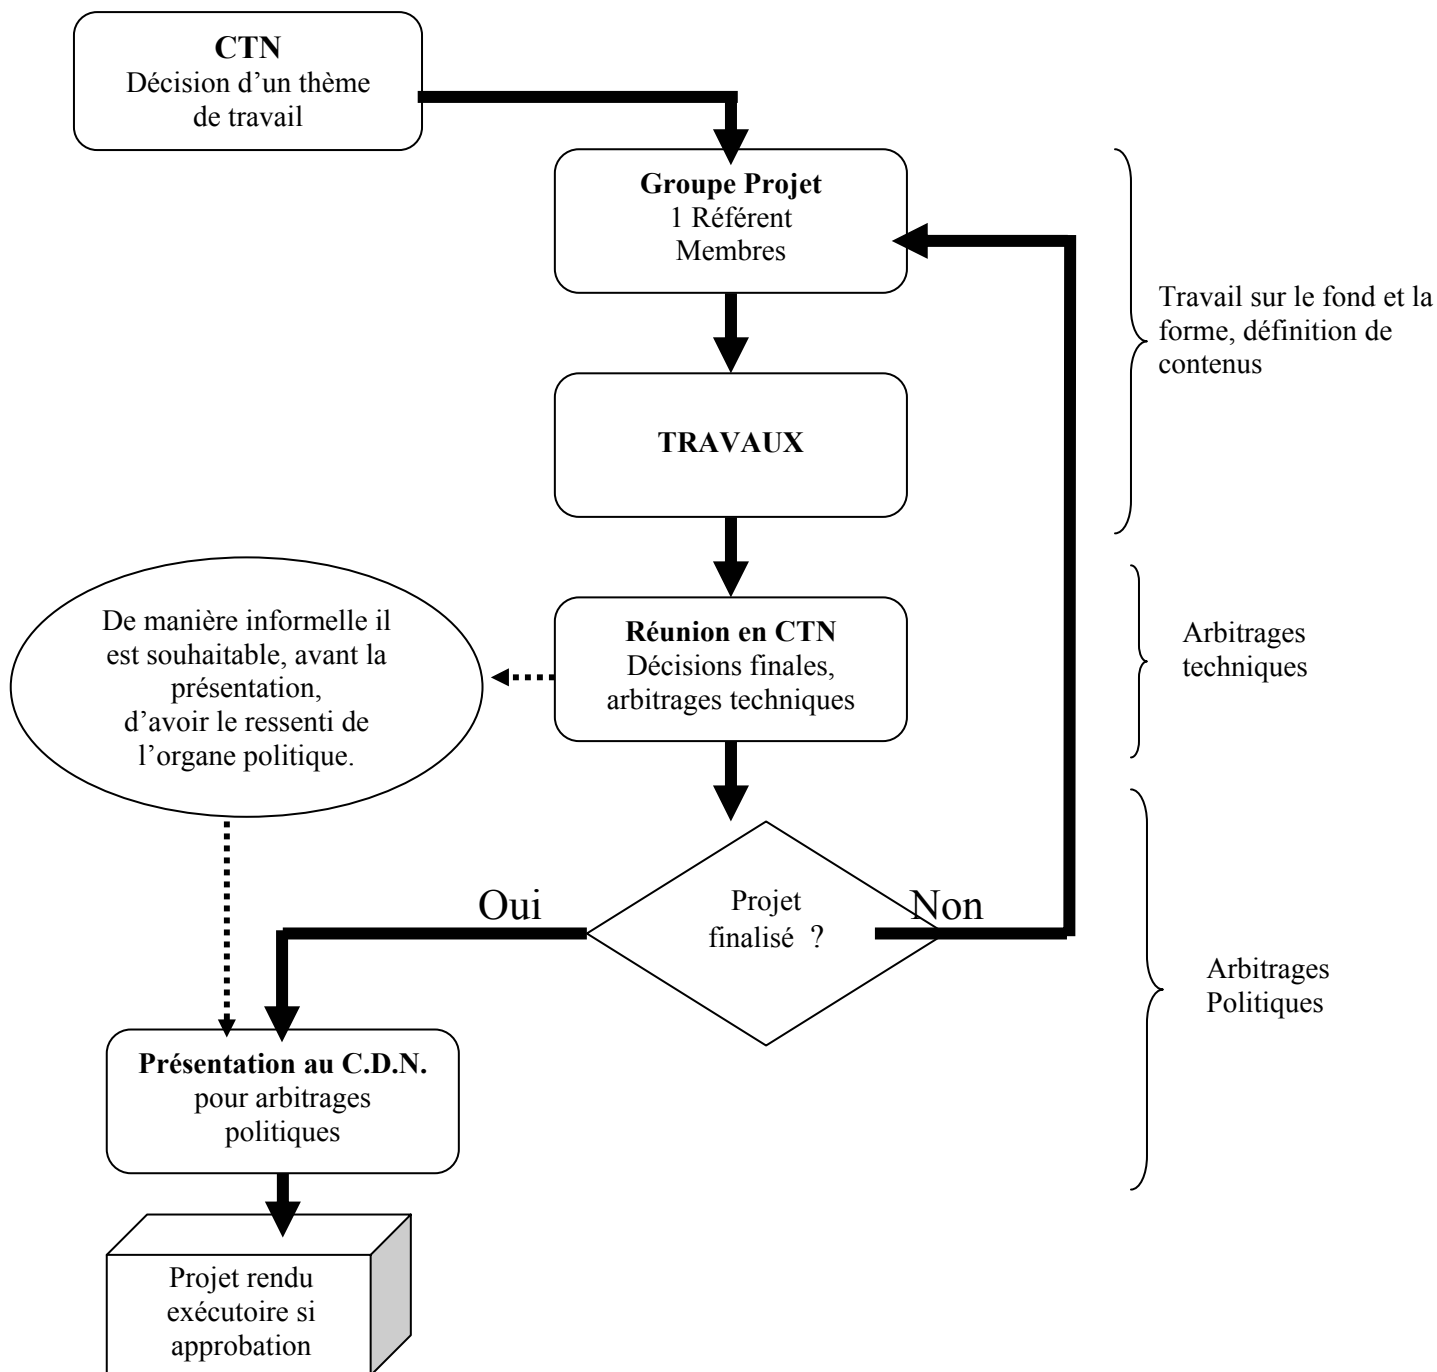 CTN
Décision d’un thème
de travail
Groupe Projet
1 Référent
Membres
Travail sur le fond et la
forme, définition de
contenus
TRAVAUX
De manière informelle il
est souhaitable, avant la
présentation,
d’avoir le ressenti de
l’organe politique.
Réunion en CTN
Décisions finales,
arbitrages techniques
Arbitrages
techniques
Oui
Projet
finalisé ?
Non
Arbitrages
Politiques
Présentation au C.D.N.
pour arbitrages
politiques
Projet rendu
exécutoire si
approbation